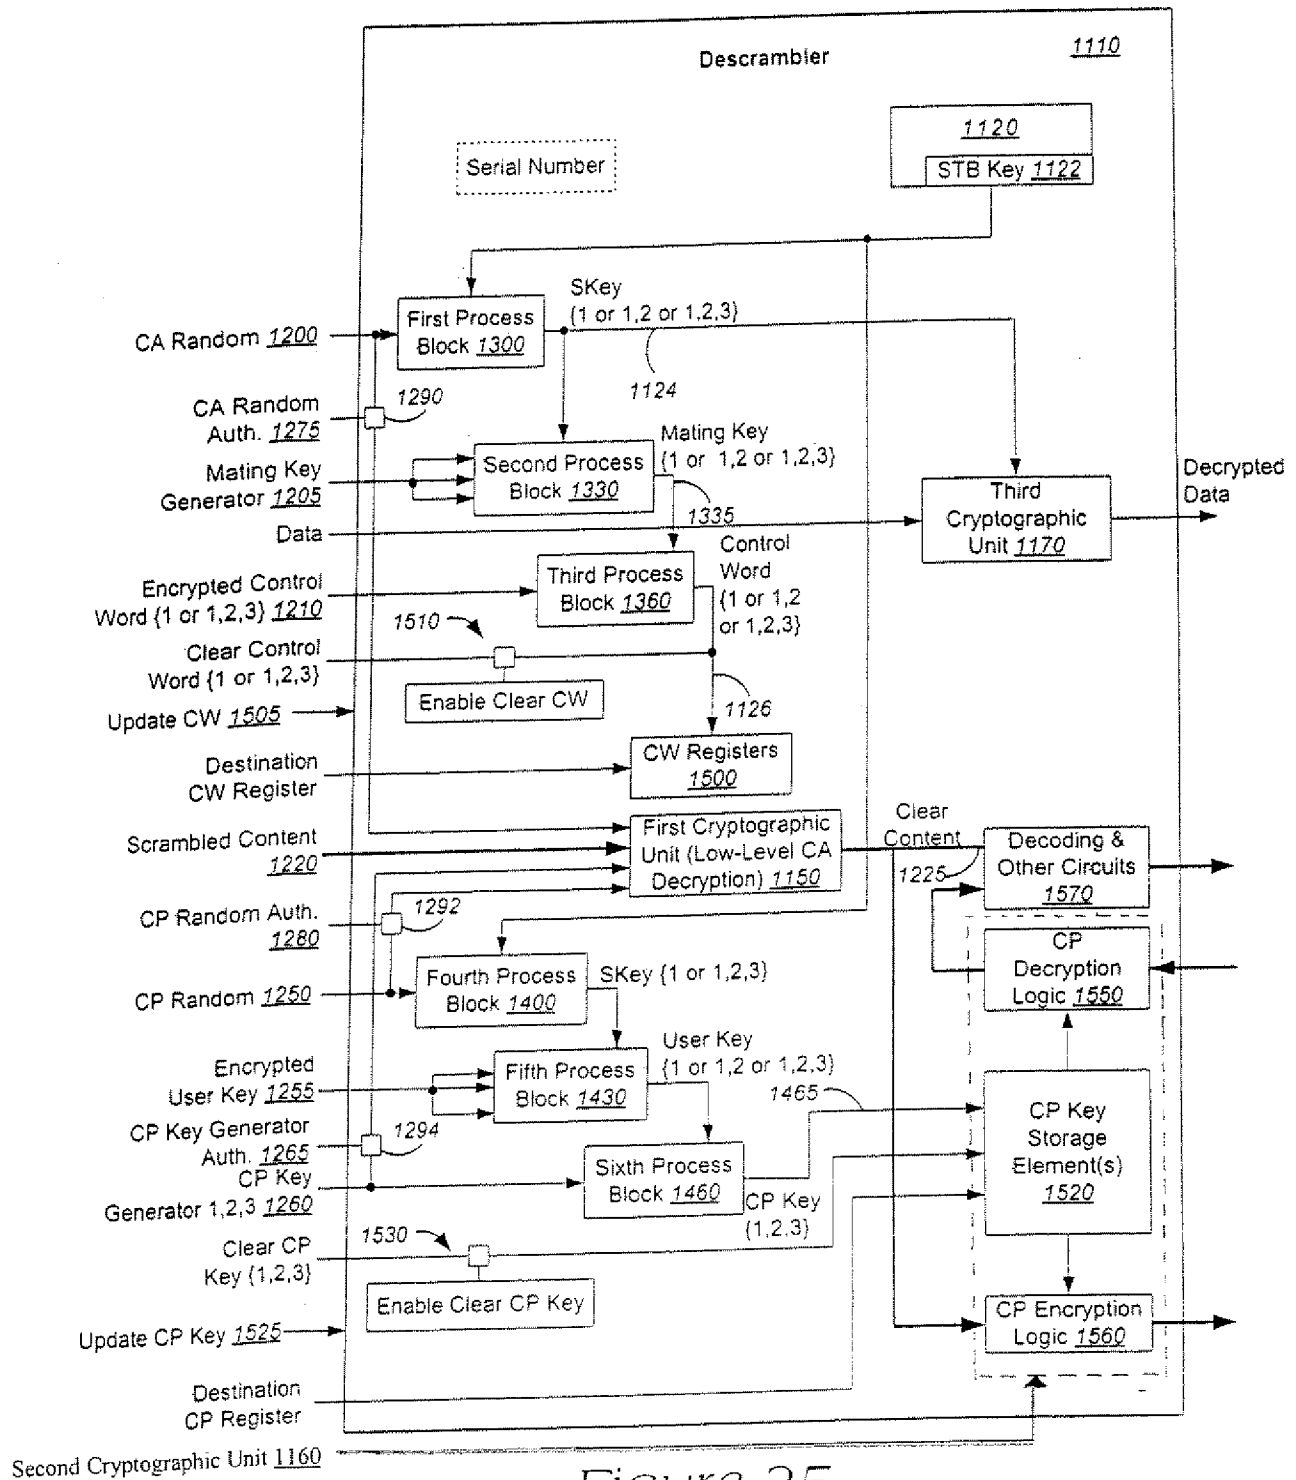 Descrambler
1110
1120
STB Key 1122
Serial Number
SKey
{1 or 1,2 or 1,2,3}
First Process
Block 1300
CA Random 1200
1124
1290
CA Random
Auth. 1275
Mating Key
{1 or 1,2 or 1,2,3}
Second Process
Block 1330
Mating Key
Generator 1205
1335
Decrypted
Data
Third
Cryptographic
Unit 1170
Data
Control
Word
{1 or 1,2
or 1,2,3}
Third Process
Block 1360
Encrypted Control
Word {1 or 1,2,3} 1210
1510
Clear Control
Word {1 or 1,2,3}
Enable Clear CW
1126
Update CW 1505
CW Registers
1500
Destination
CW Register
First Cryptographic
Unit (Low-Level CA
Decryption) 1150
Clear
Content
1225
Decoding &
Other Circuits
1570
Scrambled Content
1220
1292
CP Random Auth.
1280
CP
Decryption
Logic 1550
Fourth Process
Block 1400
SKey {1 or 1,2,3}
CP Random 1250
User Key
{1 or 1,2 or 1,2,3}
Encrypted
User Key 1255
Fifth Process
Block 1430
1465
CP Key
Storage
Element(s)
1520
CP Key Generator
Auth. 1265
1294
Sixth Process
Block 1460
CP Key
Generator 1,2,3 1260
CP Key
{1,2,3}
1530
Clear CP
Key {1,2,3}
Enable Clear CP Key
CP Encryption
Logic 1560
Update CP Key 1525
Destination
CP Register
Second Cryptographic Unit 1160
Figure 25